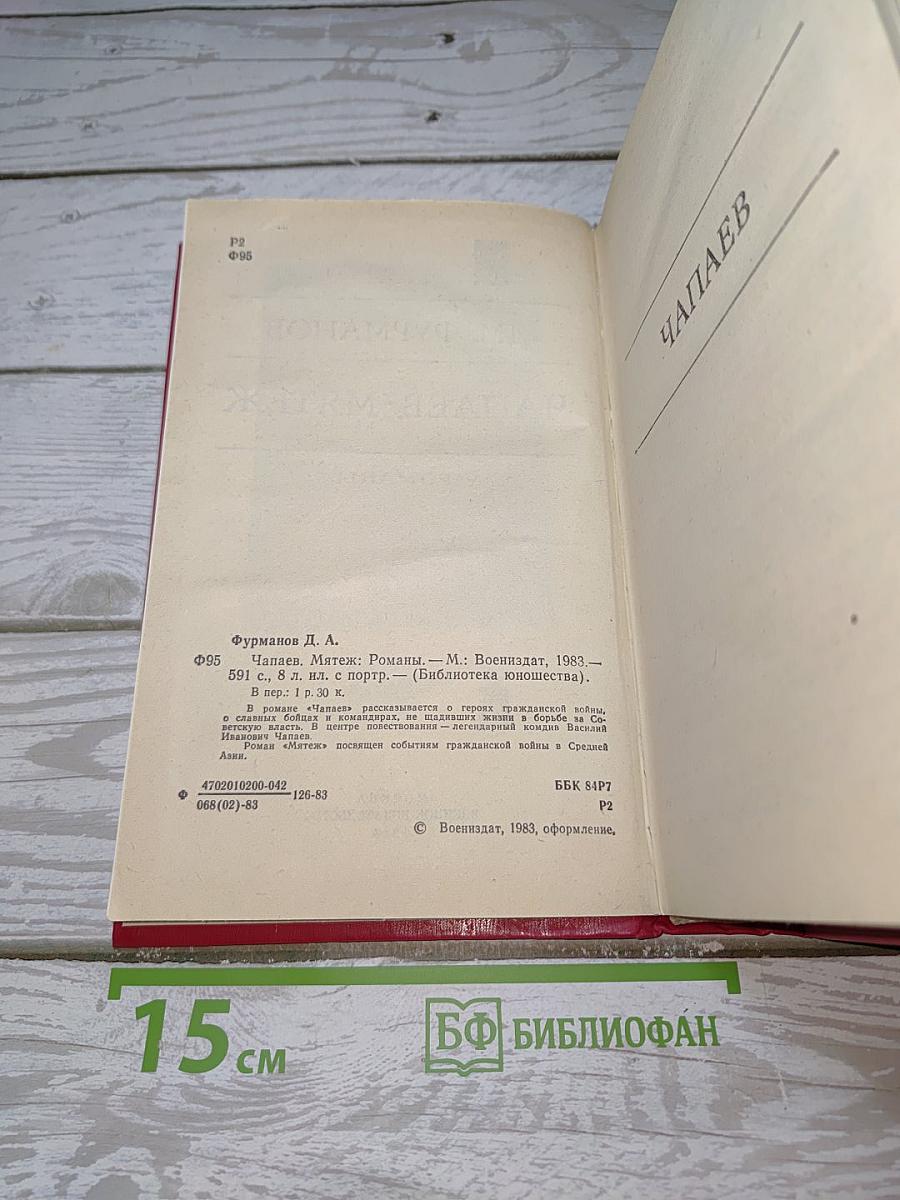 Р2
Ф95
Фурманов Д. А.
Ф95 Чапаев. Мятеж: Романы. — М.: Воениздат, 1983.—
591 с., 8 л. ил. с портр. — (Библиотека юношества).
В пер.: 1 р. 30 к.
В романе «Чапаев» рассказывается о героях гражданской войны,
о славных бойцах и командирах, не щадивших жизни в борьбе за Со-
ветскую власть. В центре повествования — легендарный комдив Василий
Иванович Чапаев.
Роман «Мятеж» посвящен событиям гражданской войны в Средней
Азии.
Ф 4702010200-042
068(02)-83 126-83
ББК 84Р7
Р2
© Воениздат, 1983, оформление.
ЧАПАЕВ
15 см
БФ БИБЛИОФАН